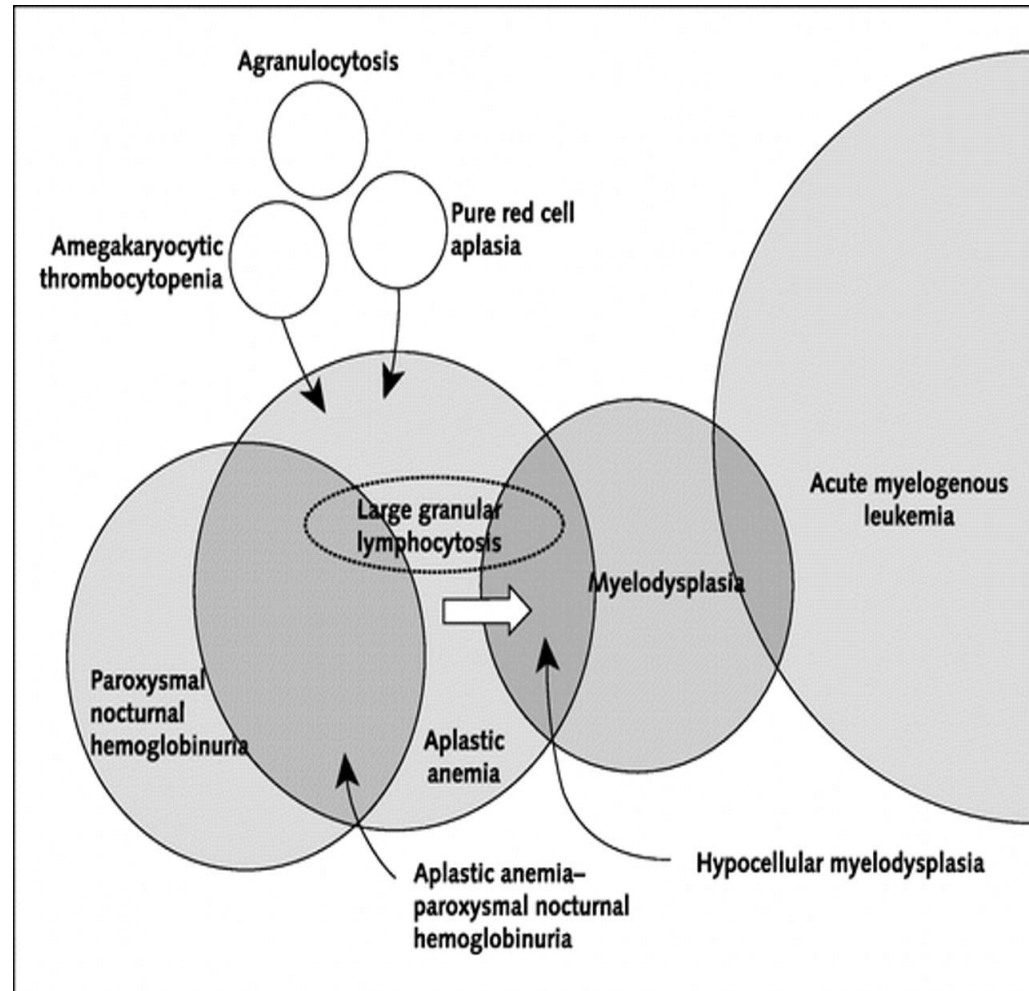 Agranulocytosis
Pure red cell
aplasia
Amegakaryocytic
thrombocytopenia
Large granular
lymphocytosis
Acute myelogenous
leukemia
Myelodysplasia
Paroxysmal
nocturnal
hemoglobinuria
Aplastic
anemia
Hypocellular myelodysplasia
Aplastic anemia–
paroxysmal nocturnal
hemoglobinuria